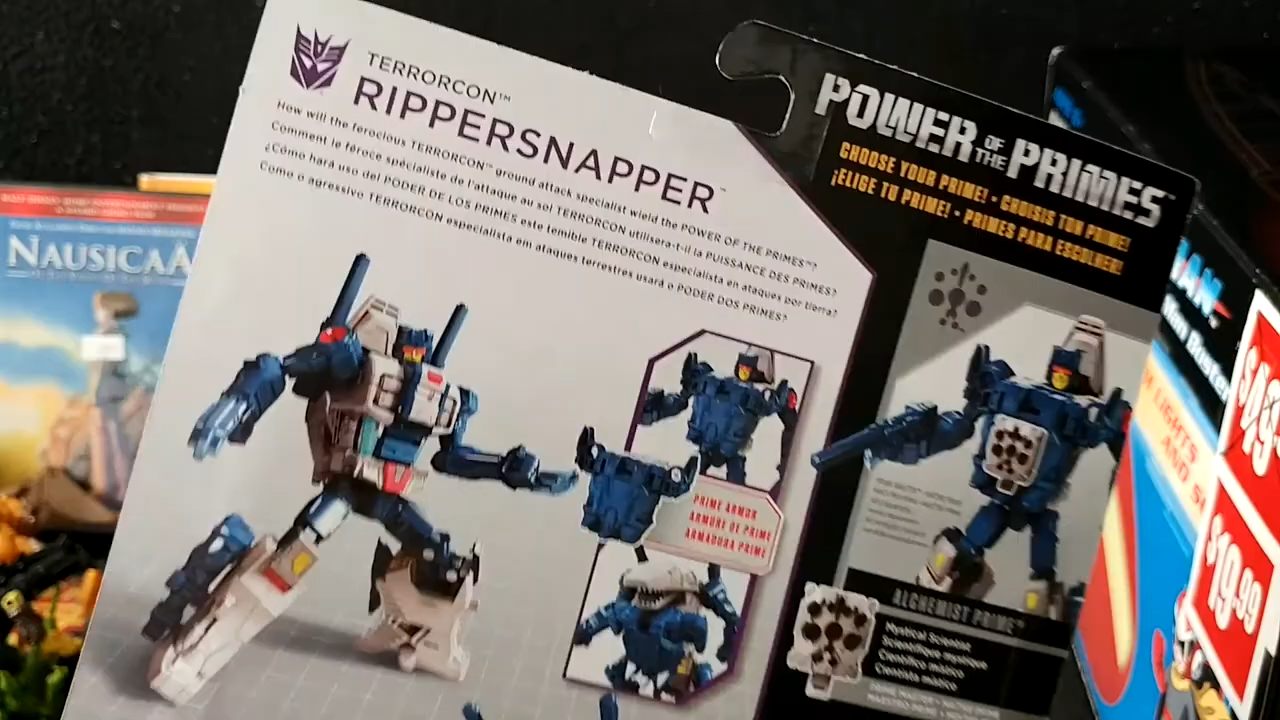 TERRORCON™
RIPPERSNAPPER™
How will the ferocious TERRORCON™ ground attack specialist wield the POWER OF THE PRIMES™?
Comment le féroce spécialiste de l'attaque au sol TERRORCON utilisera-t-il la PUISSANCE DES PRIMES?
¿Cómo hará uso del PODER DE LOS PRIMES este temible TERRORCON especialista en ataques por tierra?
Como o agressivo TERRORCON especialista em ataques terrestres usará o PODER DOS PRIMES?
PRIME ARMOR
ARMURE DE PRIME
ARMADURA PRIME
POWER OF THE PRIMES™
CHOOSE YOUR PRIME! • CHOISIS TON PRIME!
¡ELIGE TU PRIME! • PRIMES PARA ESCOLHER!
ALCHEMIST PRIME™
Mystical Scientist
Scientifique mystique
Científico místico
Cientista místico
NAUSICAA
LIGHTS
AND
$19.99